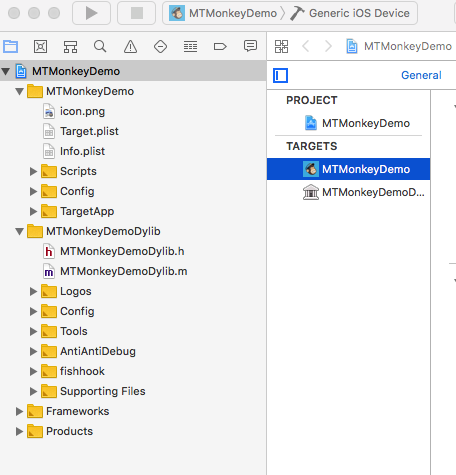 MTMonkeyDemo Generic iOS Device
MTMonkeyDemo
General
MTMonkeyDemo
MTMonkeyDemo
icon.png
Target.plist
Info.plist
Scripts
Config
TargetApp
MTMonkeyDemoDylib
MTMonkeyDemoDylib.h
MTMonkeyDemoDylib.m
Logos
Config
Tools
AntiAntiDebug
fishhook
Supporting Files
Frameworks
Products
PROJECT
MTMonkeyDemo
TARGETS
MTMonkeyDemo
MTMonkeyDemoD...